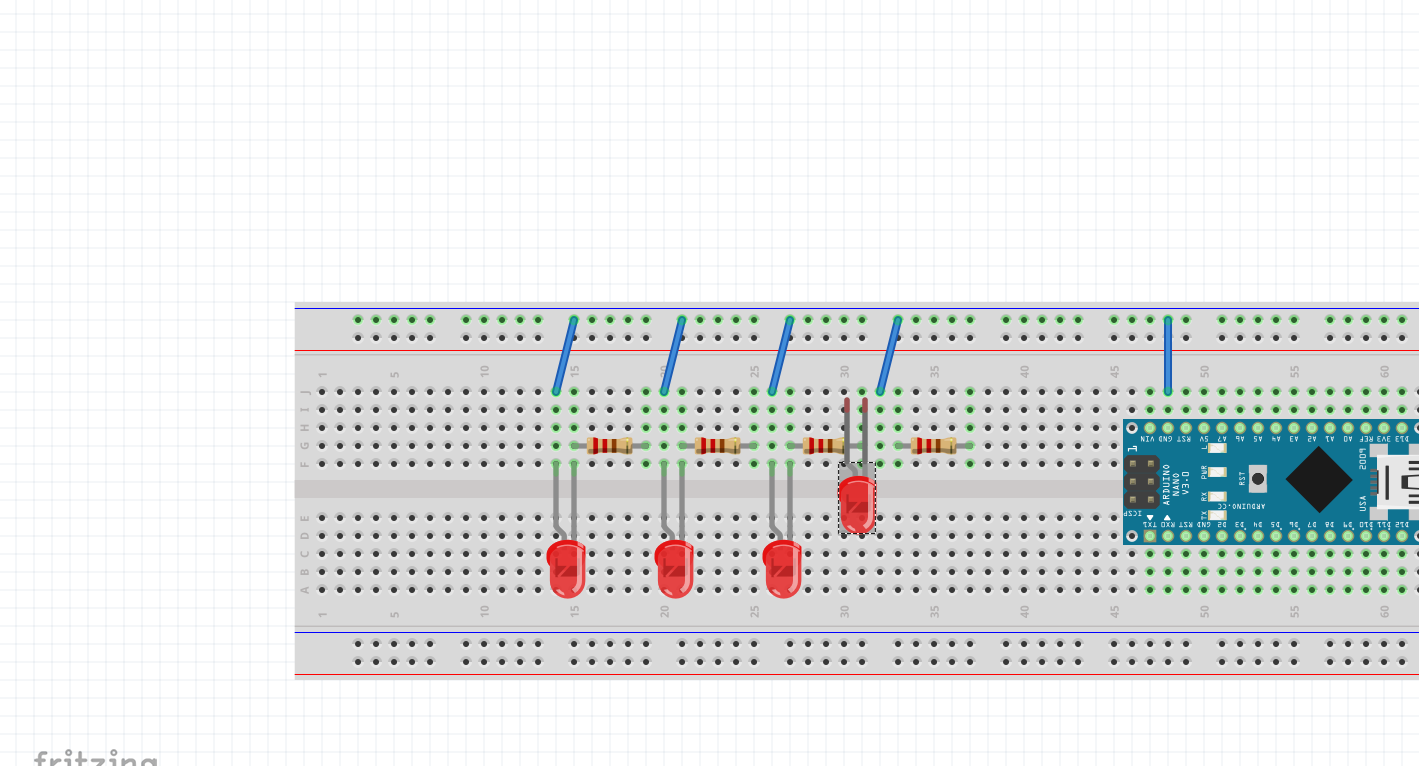 1 5 10 15 20 25 30 35 40 45 50 55 60
J
I
H
G
F
VIN GND RST 5V A7 A6 A5 A4 A3 A2 A1 A0 REF 3V3 D13
1
L
PWR
RX
TX
RST
ARDUINO
NANO
V3.0
ARDUINO.CC
ICSP
USA
TX1 RX0 RST GND D2 D3 D4 D5 D6 D7 D8 D9 D10 D11 D12
E
D
C
B
A
1 5 10 15 20 25 30 35 40 45 50 55 60
fritzing